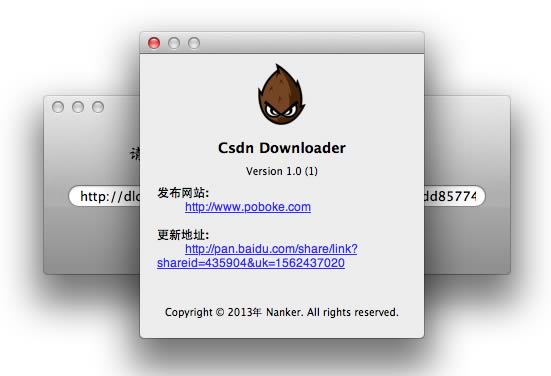 Csdn Downloader
Version 1.0 (1)
发布网站:
http://www.poboke.com
更新地址:
http://pan.baidu.com/share/link?
shareid=435904&uk=1562437020
Copyright © 2013年 Nanker. All rights reserved.
请
http://dlc
dd85774